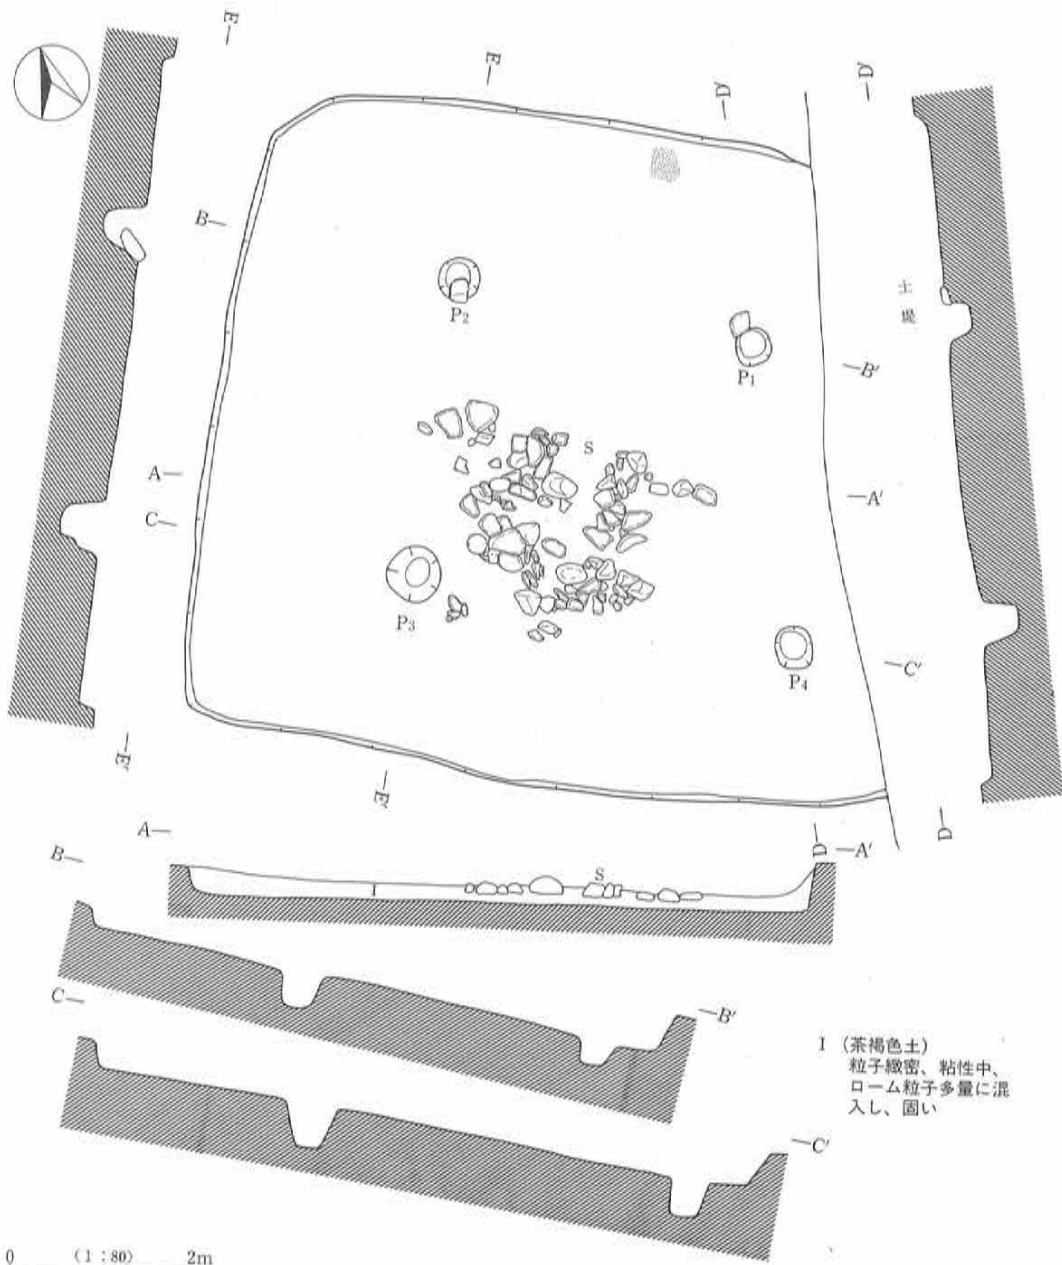 E
E
D′
D′
B
P2
土堤
P1
B′
S
A
A′
C
P3
C′
P4
E′
E′
D
D
A
A′
B
S
I
C
B′
I (茶褐色土)
粒子緻密、粘性中、
ローム粒子多量に混
入し、固い
C′
0 (1:80) 2m